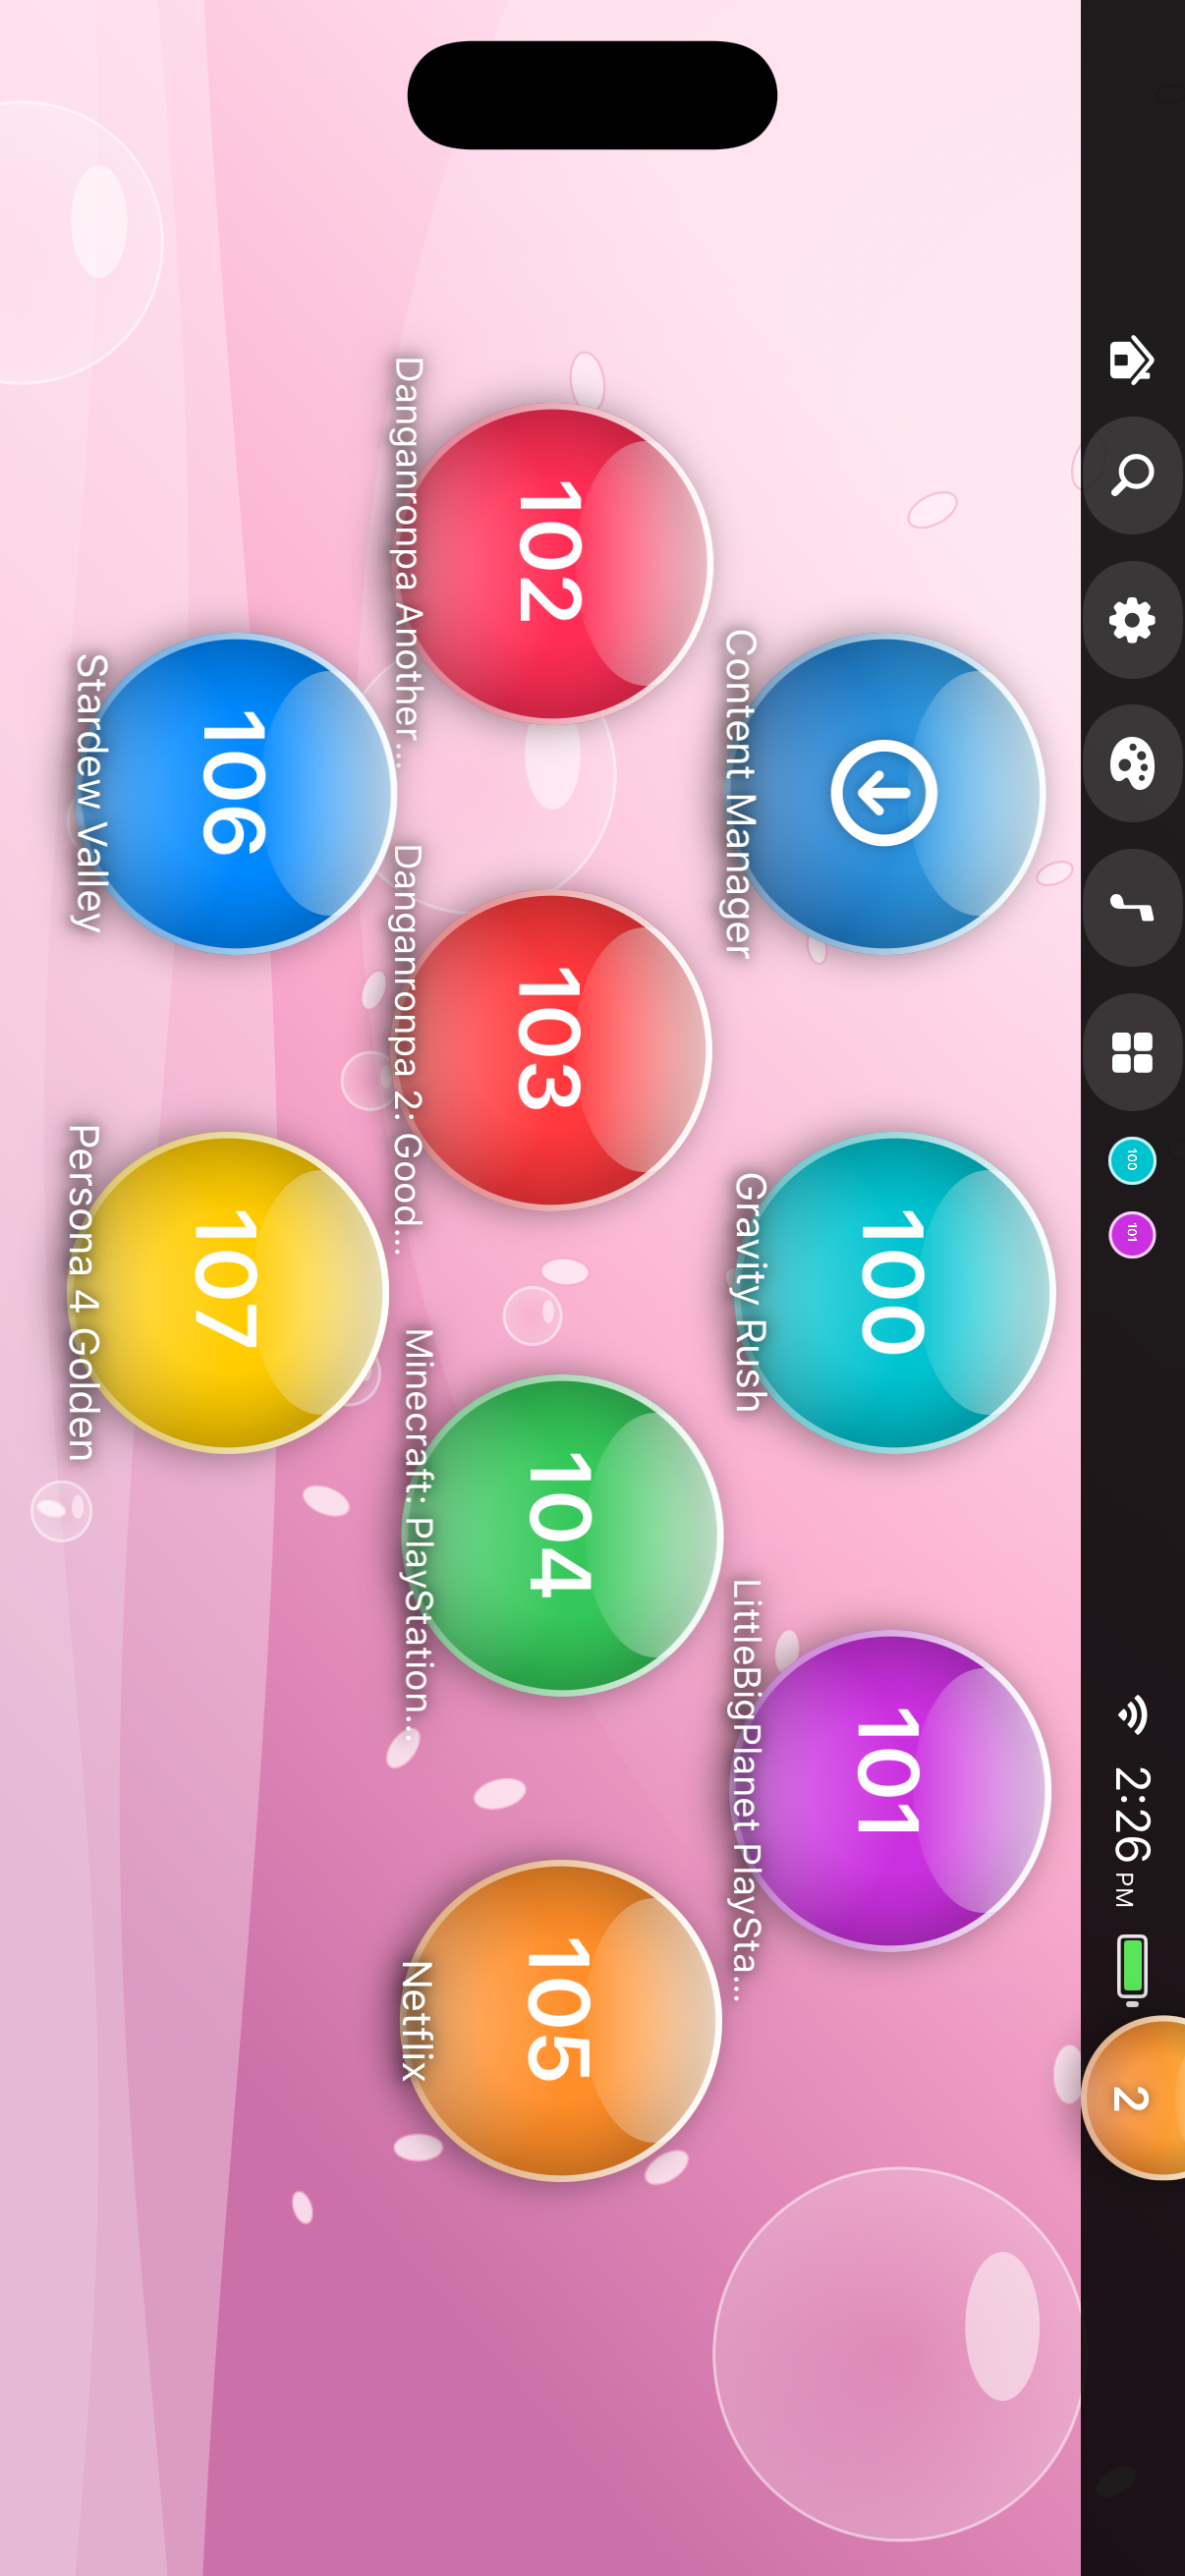 100
101
2:26 PM
2
Content Manager
100
Gravity Rush
101
LittleBigPlanet PlaySta...
102
Danganronpa Another...
103
Danganronpa 2: Good...
104
Minecraft: PlayStation...
105
Netflix
106
Stardew Valley
107
Persona 4 Golden